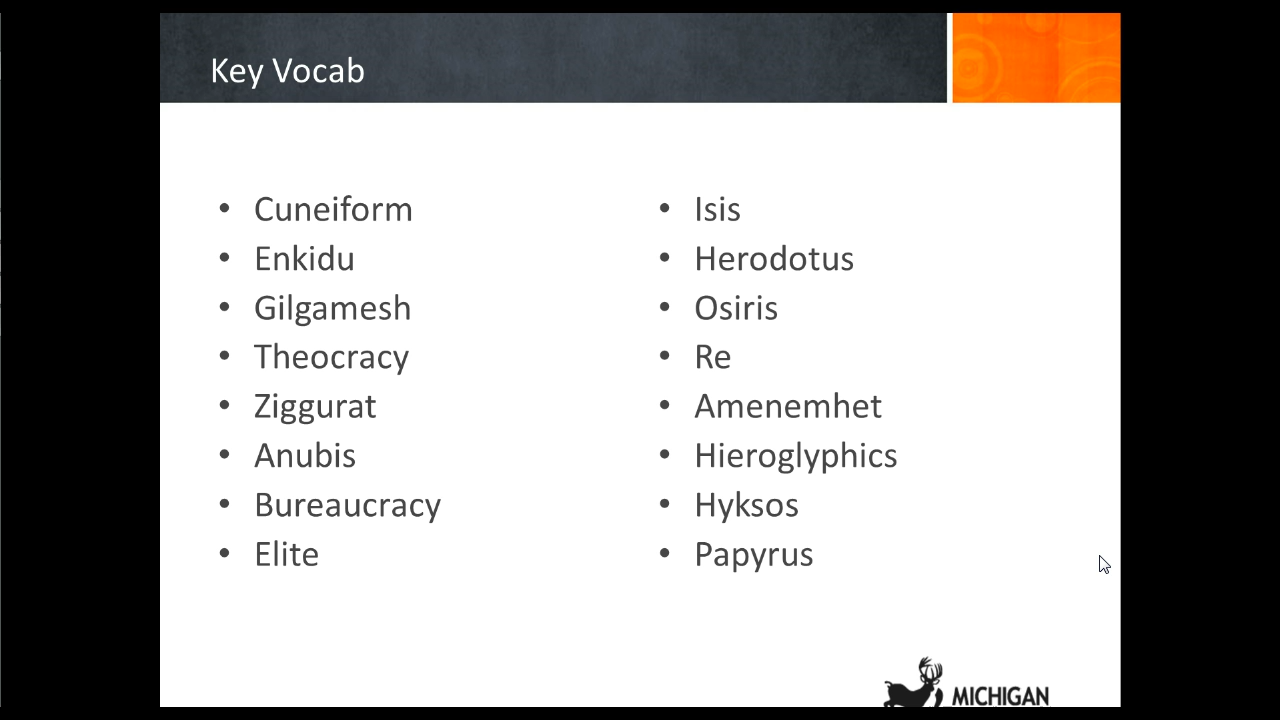 Key Vocab
• Cuneiform
• Enkidu
• Gilgamesh
• Theocracy
• Ziggurat
• Anubis
• Bureaucracy
• Elite
• Isis
• Herodotus
• Osiris
• Re
• Amenemhet
• Hieroglyphics
• Hyksos
• Papyrus
MICHIGAN